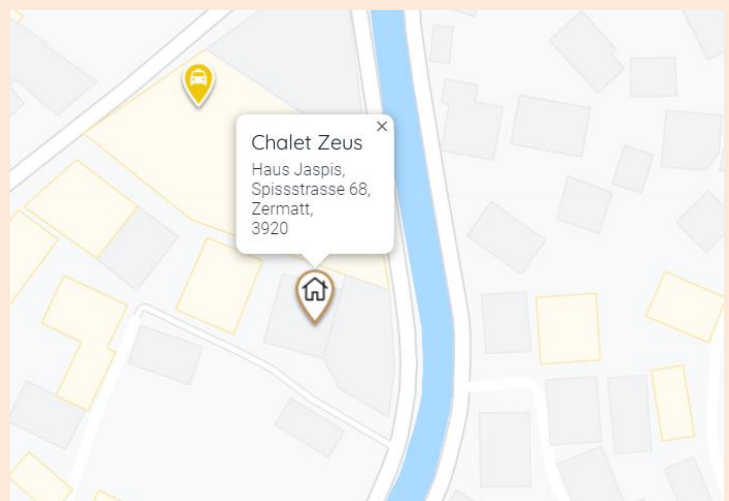 Chalet Zeus
Haus Jaspis,
Spissstrasse 68,
Zermatt,
3920